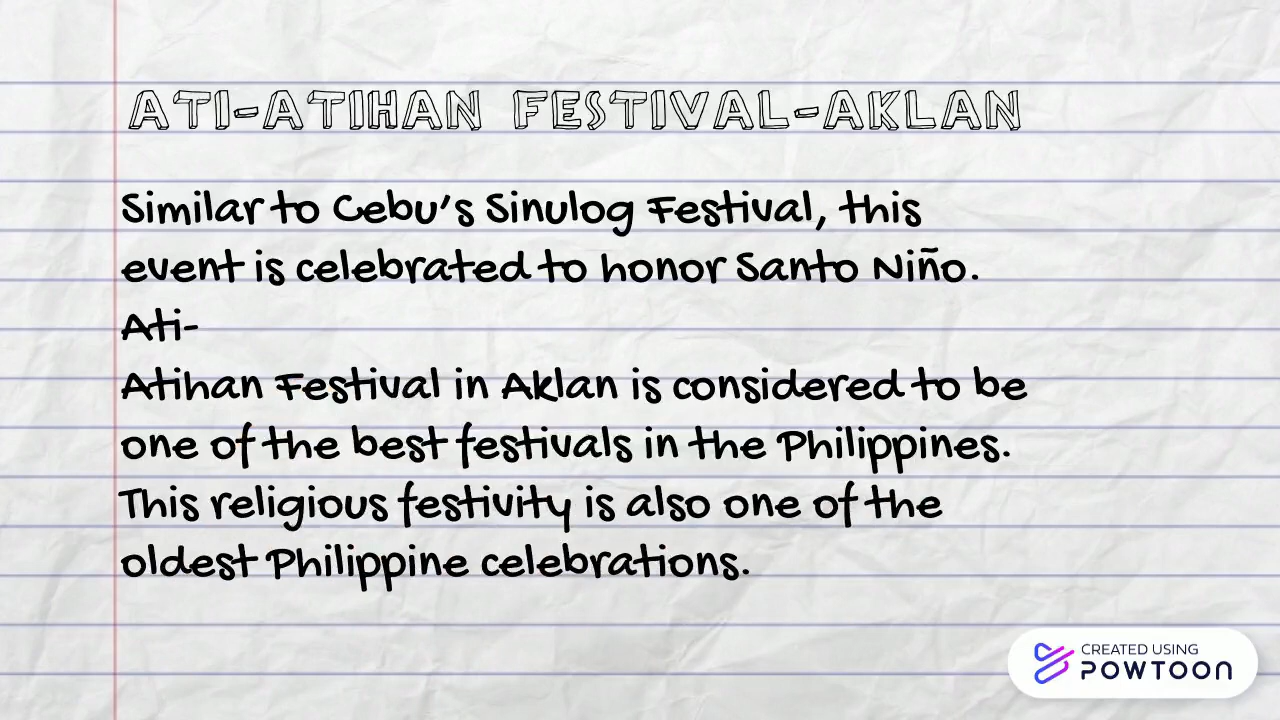 ATI-ATIHAN FESTIVAL-AKLAN
Similar to Cebu's Sinulog Festival, this
event is celebrated to honor Santo Niño.
Ati-
Atihan Festival in Aklan is considered to be
one of the best festivals in the Philippines.
This religious festivity is also one of the
oldest Philippine celebrations.
CREATED USING
POWTOON